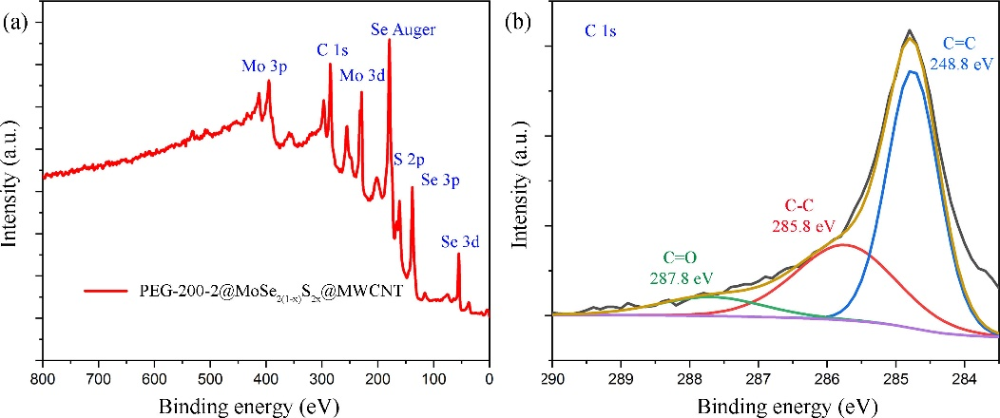 (a)
Intensity (a.u.)
Mo 3p
C 1s
Mo 3d
Se Auger
S 2p
Se 3p
Se 3d
PEG-200-2@MoSe2(1-x)S2x@MWCNT
800 700 600 500 400 300 200 100 0
Binding energy (eV)
(b)
Intensity (a.u.)
C 1s
C=C
248.8 eV
C-C
285.8 eV
C=O
287.8 eV
290 289 288 287 286 285 284
Binding energy (eV)